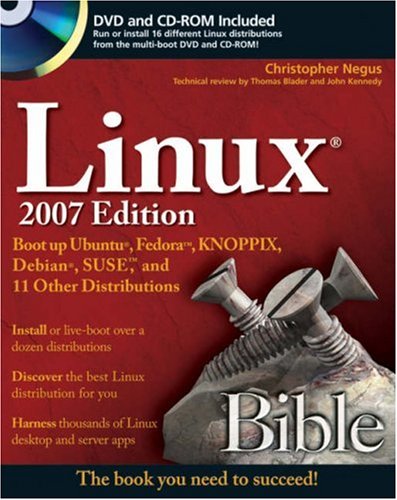 DVD and CD-ROM Included
Run or install 16 different Linux distributions
from the multi-boot DVD and CD-ROM!
Christopher Negus
Technical review by Thomas Blader and John Kennedy
Linux®
2007 Edition
Boot up Ubuntu®, Fedora™, KNOPPIX,
Debian®, SUSE,™ and
11 Other Distributions
Install or live-boot over a
dozen distributions
Discover the best Linux
distribution for you
Harness thousands of Linux
desktop and server apps
Bible
The book you need to succeed!